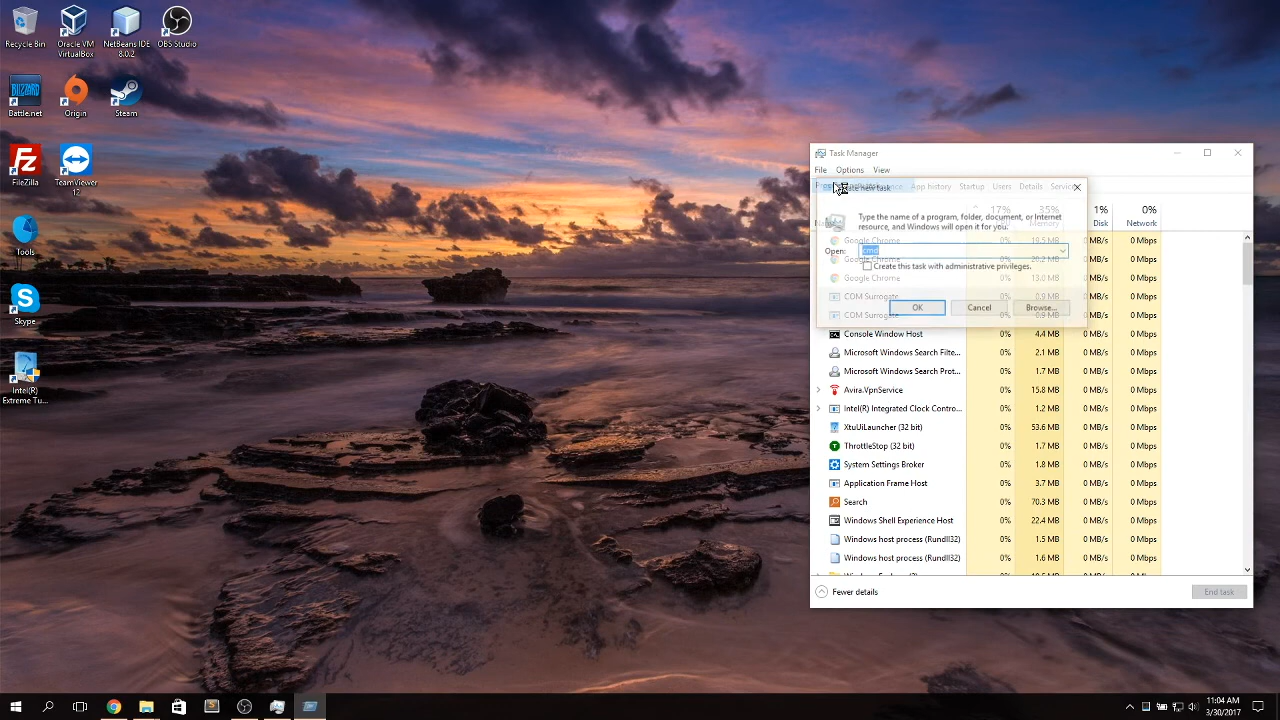 Recycle Bin
Oracle VM VirtualBox
NetBeans IDE 8.0.2
OBS Studio
BLIZZARD
Battle.net
Origin
Steam
FileZilla
TeamViewer 12
Tools
Skype
Intel(R) Extreme Tu...
Task Manager
File Options View
App history Startup Users Details
new task
17% 35% 1% 0%
Memory Disk Network
Type the name of a program, folder, document, or Internet
resource, and Windows will open it for you.
Open: cmd
Create this task with administrative privileges.
OK Cancel Browse...
Google Chrome 0% 19.5 MB 0 MB/s 0 Mbps
Google Chrome 0% 20.2 MB 0 MB/s 0 Mbps
Google Chrome 0% 13.0 MB 0 MB/s 0 Mbps
COM Surrogate 0% 0.9 MB 0 MB/s 0 Mbps
COM Surrogate 0% 0.9 MB 0 MB/s 0 Mbps
Console Window Host 0% 4.4 MB 0 MB/s 0 Mbps
Microsoft Windows Search Filte... 0% 2.1 MB 0 MB/s 0 Mbps
Microsoft Windows Search Prot... 0% 1.7 MB 0 MB/s 0 Mbps
Avira.VpnService 0% 15.8 MB 0 MB/s 0 Mbps
Intel(R) Integrated Clock Contro... 0% 1.2 MB 0 MB/s 0 Mbps
XtuUiLauncher (32 bit) 0% 53.6 MB 0 MB/s 0 Mbps
ThrottleStop (32 bit) 0% 1.7 MB 0 MB/s 0 Mbps
System Settings Broker 0% 1.8 MB 0 MB/s 0 Mbps
Application Frame Host 0% 3.7 MB 0 MB/s 0 Mbps
Search 0% 70.3 MB 0 MB/s 0 Mbps
Windows Shell Experience Host 0% 22.4 MB 0 MB/s 0 Mbps
Windows host process (Rundll32) 0% 1.5 MB 0 MB/s 0 Mbps
Windows host process (Rundll32) 0% 1.6 MB 0 MB/s 0 Mbps
Fewer details
End task
11:04 AM
3/30/2017